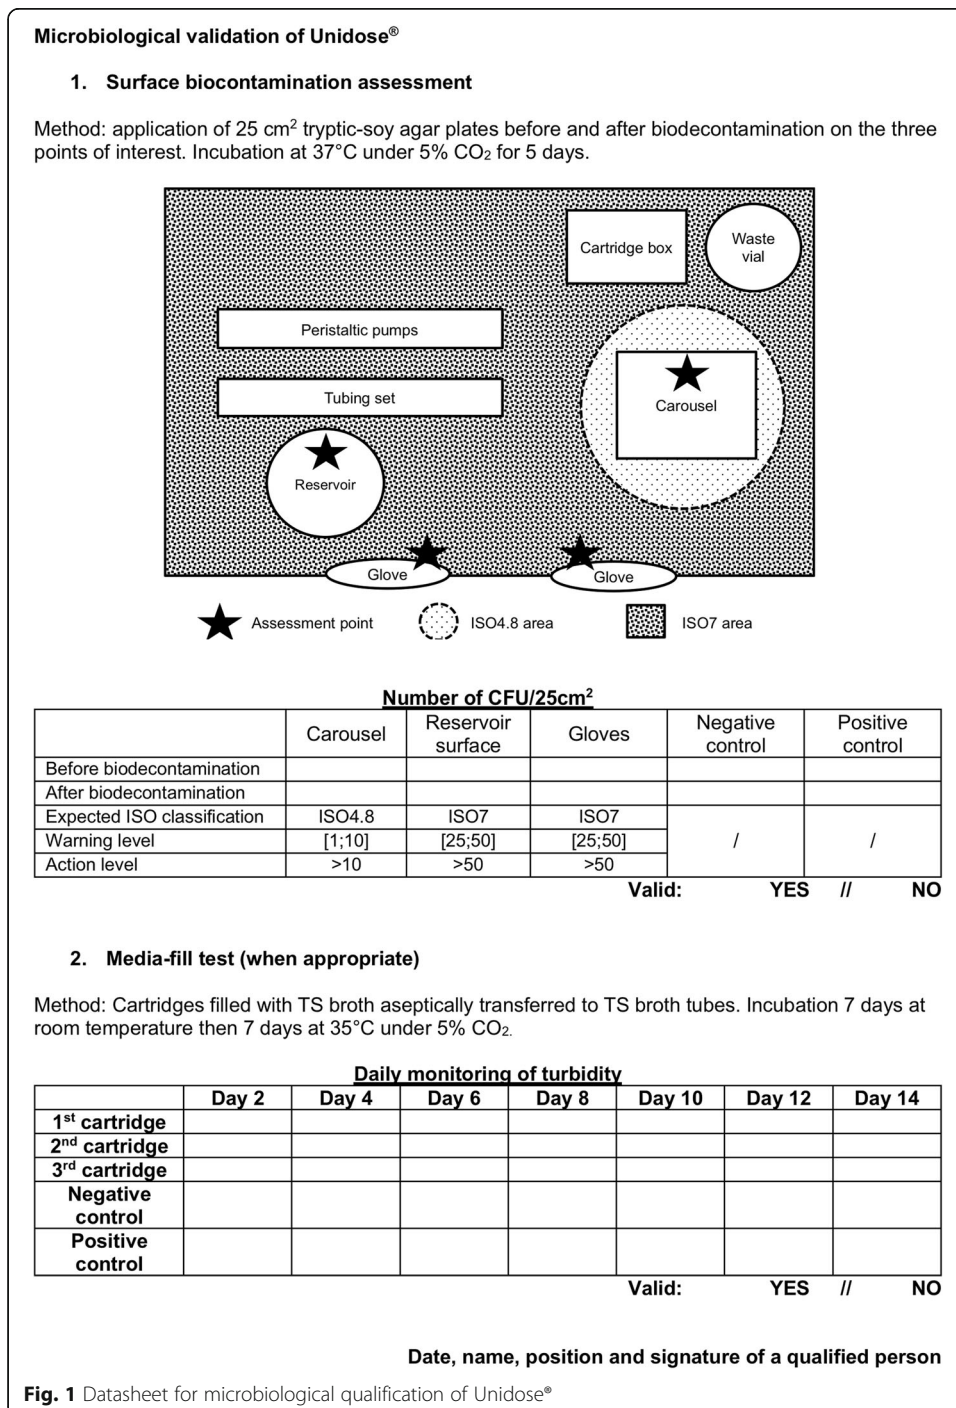 Microbiological validation of Unidose®
1. Surface biocontamination assessment
Method: application of 25 cm² tryptic-soy agar plates before and after biodecontamination on the three
points of interest. Incubation at 37°C under 5% CO₂ for 5 days.
Cartridge box
Waste
vial
Peristaltic pumps
Tubing set
Carousel
Reservoir
Glove
Glove
Assessment point
ISO4.8 area
ISO7 area
Number of CFU/25cm²
Carousel Reservoir surface Gloves Negative control Positive control
Before biodecontamination
After biodecontamination
Expected ISO classification ISO4.8 ISO7 ISO7
Warning level [1;10] [25;50] [25;50] / /
Action level >10 >50 >50
Valid: YES // NO
2. Media-fill test (when appropriate)
Method: Cartridges filled with TS broth aseptically transferred to TS broth tubes. Incubation 7 days at
room temperature then 7 days at 35°C under 5% CO₂.
Daily monitoring of turbidity
Day 2 Day 4 Day 6 Day 8 Day 10 Day 12 Day 14
1st cartridge
2nd cartridge
3rd cartridge
Negative
control
Positive
control
Valid: YES // NO
Date, name, position and signature of a qualified person
Fig. 1 Datasheet for microbiological qualification of Unidose®